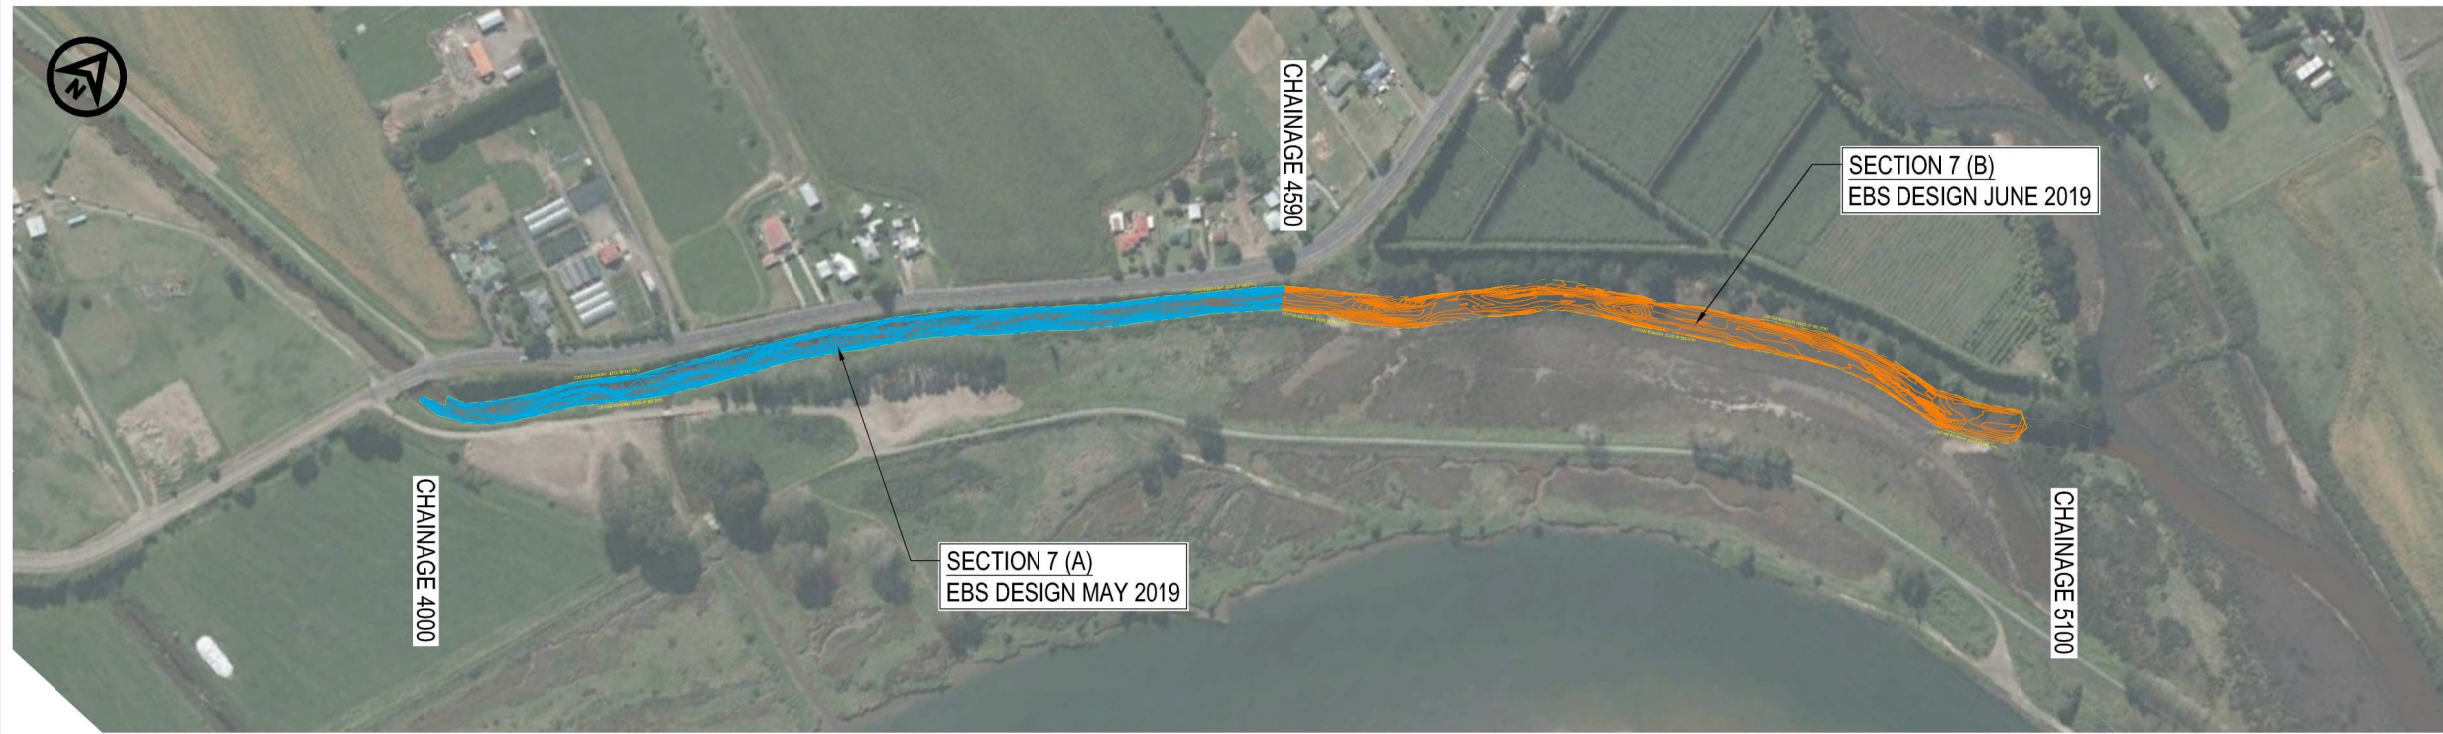 N
CHAINAGE 4590
SECTION 7 (B)
EBS DESIGN JUNE 2019
SECTION 7 (A)
EBS DESIGN MAY 2019
CHAINAGE 4000
CHAINAGE 5100